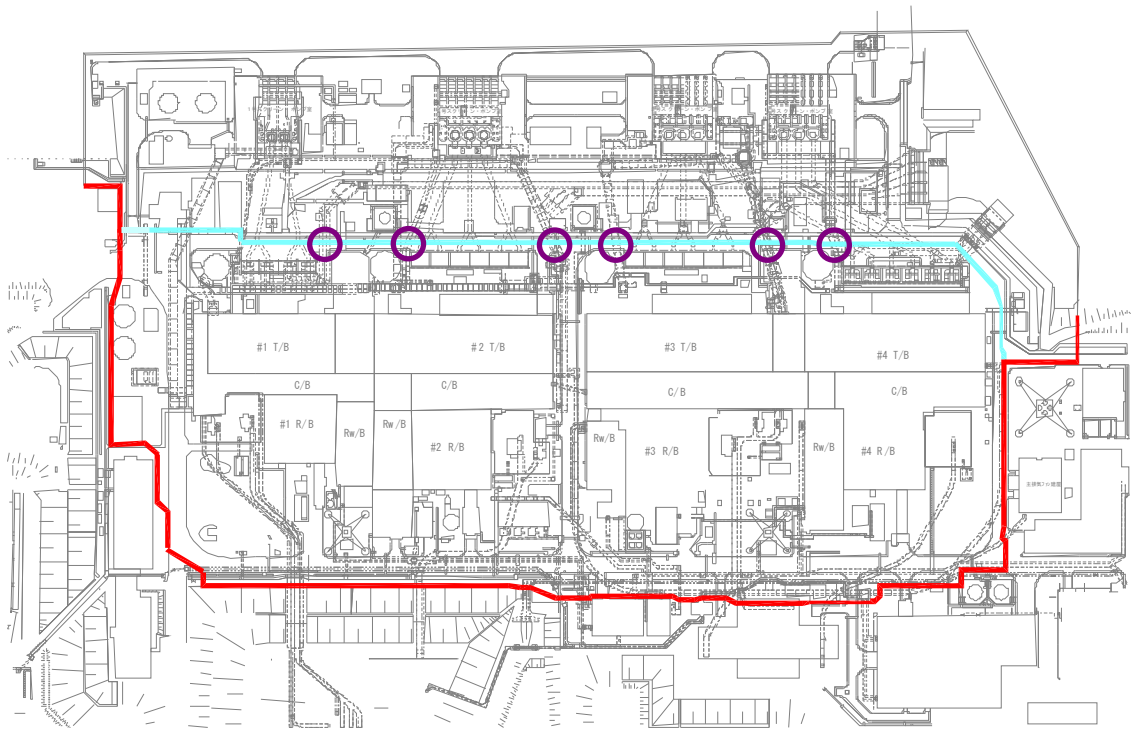 #1 T/B
#2 T/B
#3 T/B
#4 T/B
C/B
C/B
C/B
C/B
#1 R/B
Rw/B
Rw/B
#2 R/B
Rw/B
#3 R/B
Rw/B
#4 R/B